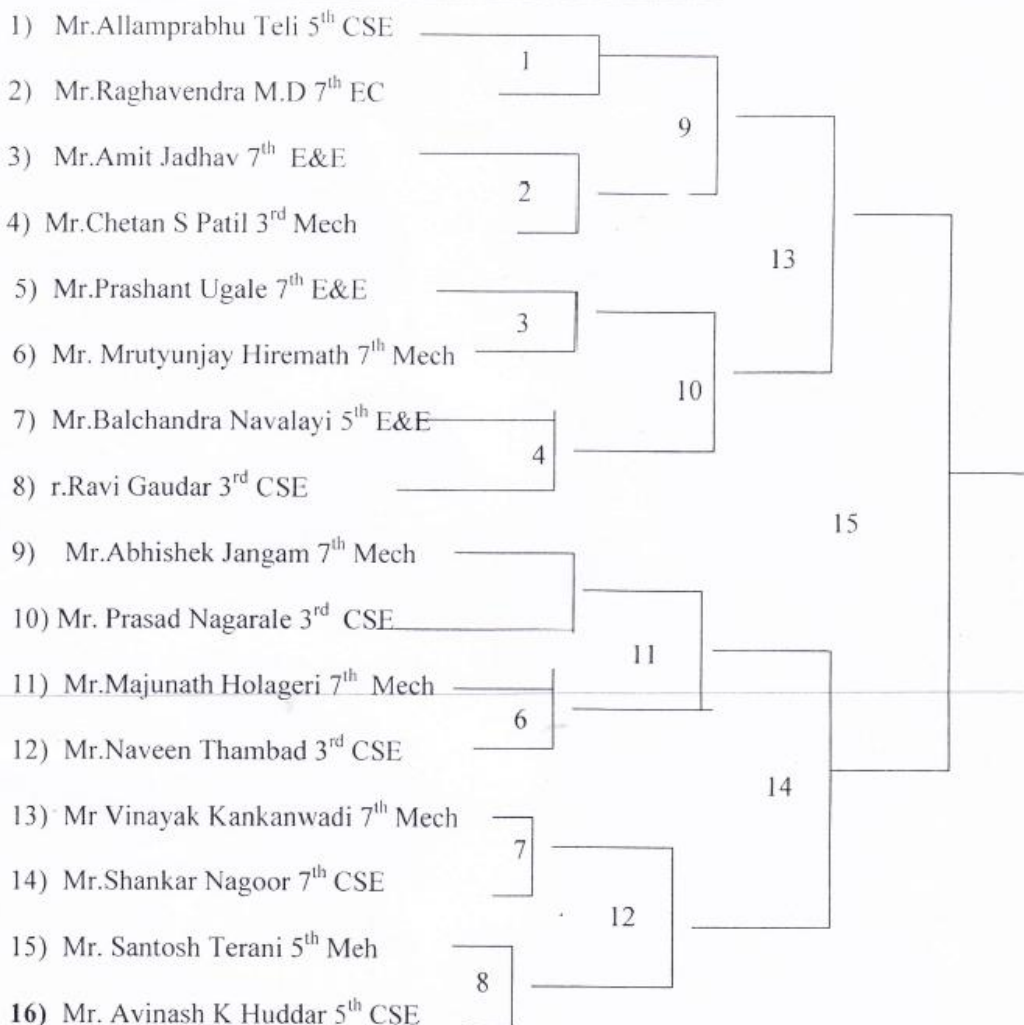 1) Mr.Allamprabhu Teli 5th CSE
1
2) Mr.Raghavendra M.D 7th EC
9
3) Mr.Amit Jadhav 7th E&E
2
4) Mr.Chetan S Patil 3rd Mech
13
5) Mr.Prashant Ugale 7th E&E
3
6) Mr. Mrutyunjay Hiremath 7th Mech
10
7) Mr.Balchandra Navalayi 5th E&E
4
8) r.Ravi Gaudar 3rd CSE
15
9) Mr.Abhishek Jangam 7th Mech
10) Mr. Prasad Nagarale 3rd CSE
11
11) Mr.Majunath Holageri 7th Mech
6
12) Mr.Naveen Thambad 3rd CSE
14
13) Mr Vinayak Kankanwadi 7th Mech
7
14) Mr.Shankar Nagoor 7th CSE
12
15) Mr. Santosh Terani 5th Meh
8
16) Mr. Avinash K Huddar 5th CSE